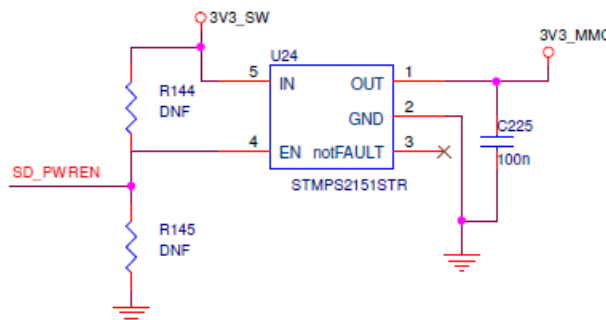 3V3_SW
3V3_MMC
U24
R144
DNF
5
IN
OUT
1
GND
2
C225
100n
4
EN
notFAULT
3
SD_PWREN
STMPS2151STR
R145
DNF